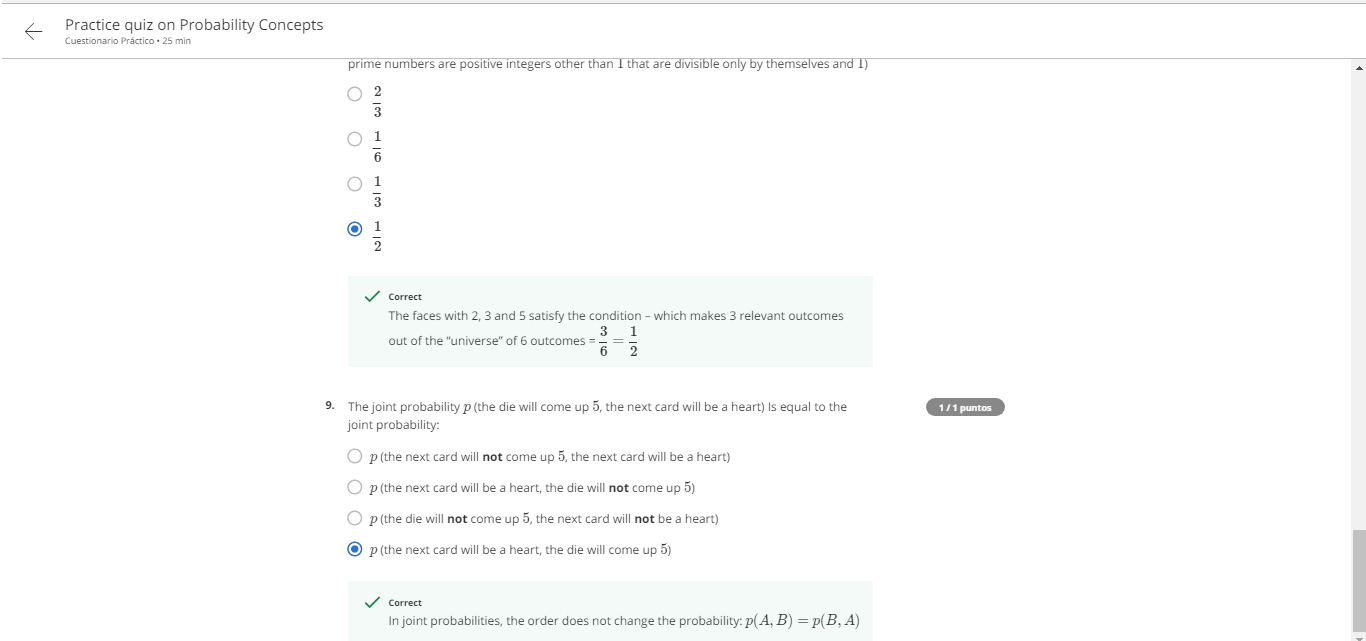 Practice quiz on Probability Concepts
Cuestionario Práctico • 25 min
prime numbers are positive integers other than 1 that are divisible only by themselves and 1)
2/3
1/6
1/3
1/2
Correct
The faces with 2, 3 and 5 satisfy the condition – which makes 3 relevant outcomes
out of the “universe” of 6 outcomes = 3/6 = 1/2
9. The joint probability p (the die will come up 5, the next card will be a heart) Is equal to the
joint probability:
1 / 1 puntos
p (the next card will not come up 5, the next card will be a heart)
p (the next card will be a heart, the die will not come up 5)
p (the die will not come up 5, the next card will not be a heart)
p (the next card will be a heart, the die will come up 5)
Correct
In joint probabilities, the order does not change the probability: p(A, B) = p(B, A)